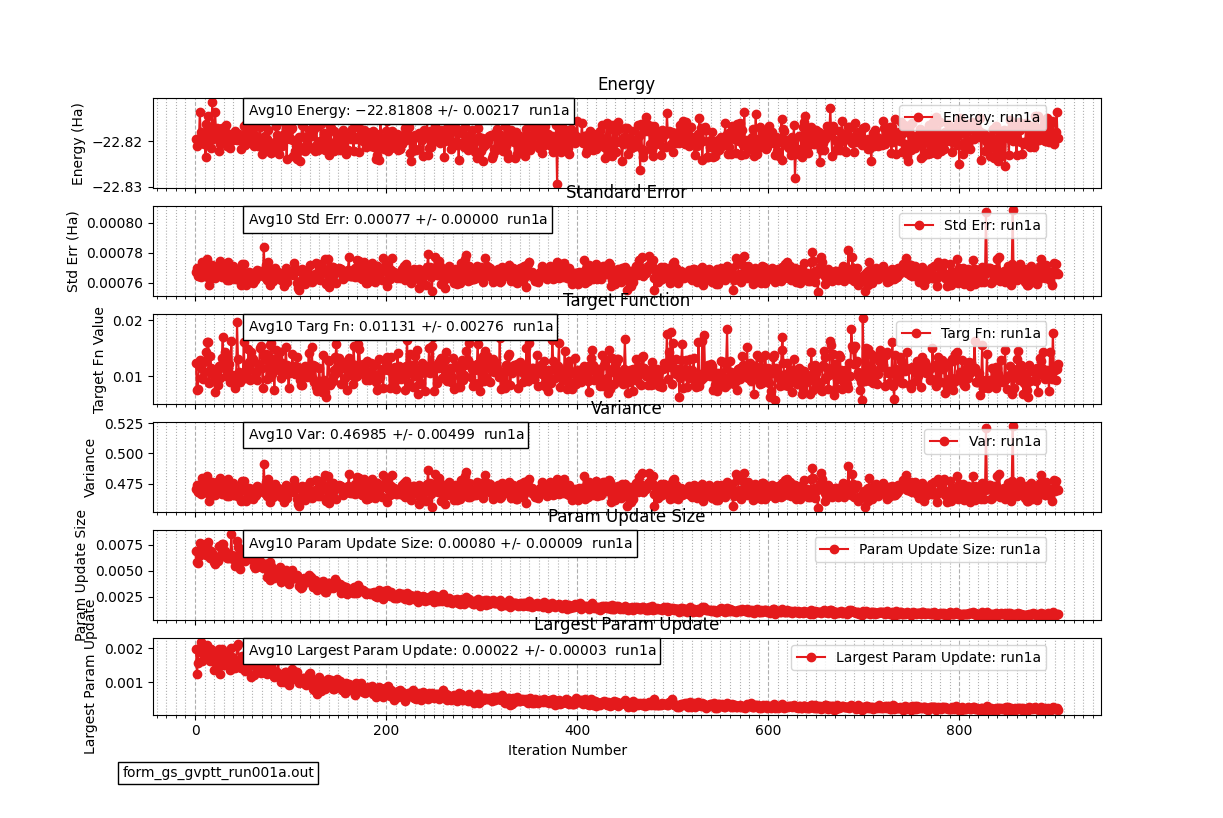 Energy
Energy (Ha)
−22.82
−22.83
Avg10 Energy: −22.81808 +/- 0.00217 run1a
Energy: run1a
Standard Error
Std Err (Ha)
0.00080
0.00078
0.00076
Avg10 Std Err: 0.00077 +/- 0.00000 run1a
Std Err: run1a
Target Function
Target Fn Value
0.02
0.01
Avg10 Targ Fn: 0.01131 +/- 0.00276 run1a
Targ Fn: run1a
Variance
Variance
0.525
0.500
0.475
Avg10 Var: 0.46985 +/- 0.00499 run1a
Var: run1a
Param Update Size
Param Update Size
0.0075
0.0050
0.0025
Avg10 Param Update Size: 0.00080 +/- 0.00009 run1a
Param Update Size: run1a
Largest Param Update
Largest Param Update
0.002
0.001
Avg10 Largest Param Update: 0.00022 +/- 0.00003 run1a
Largest Param Update: run1a
0 200 400 600 800
Iteration Number
form_gs_gvptt_run001a.out